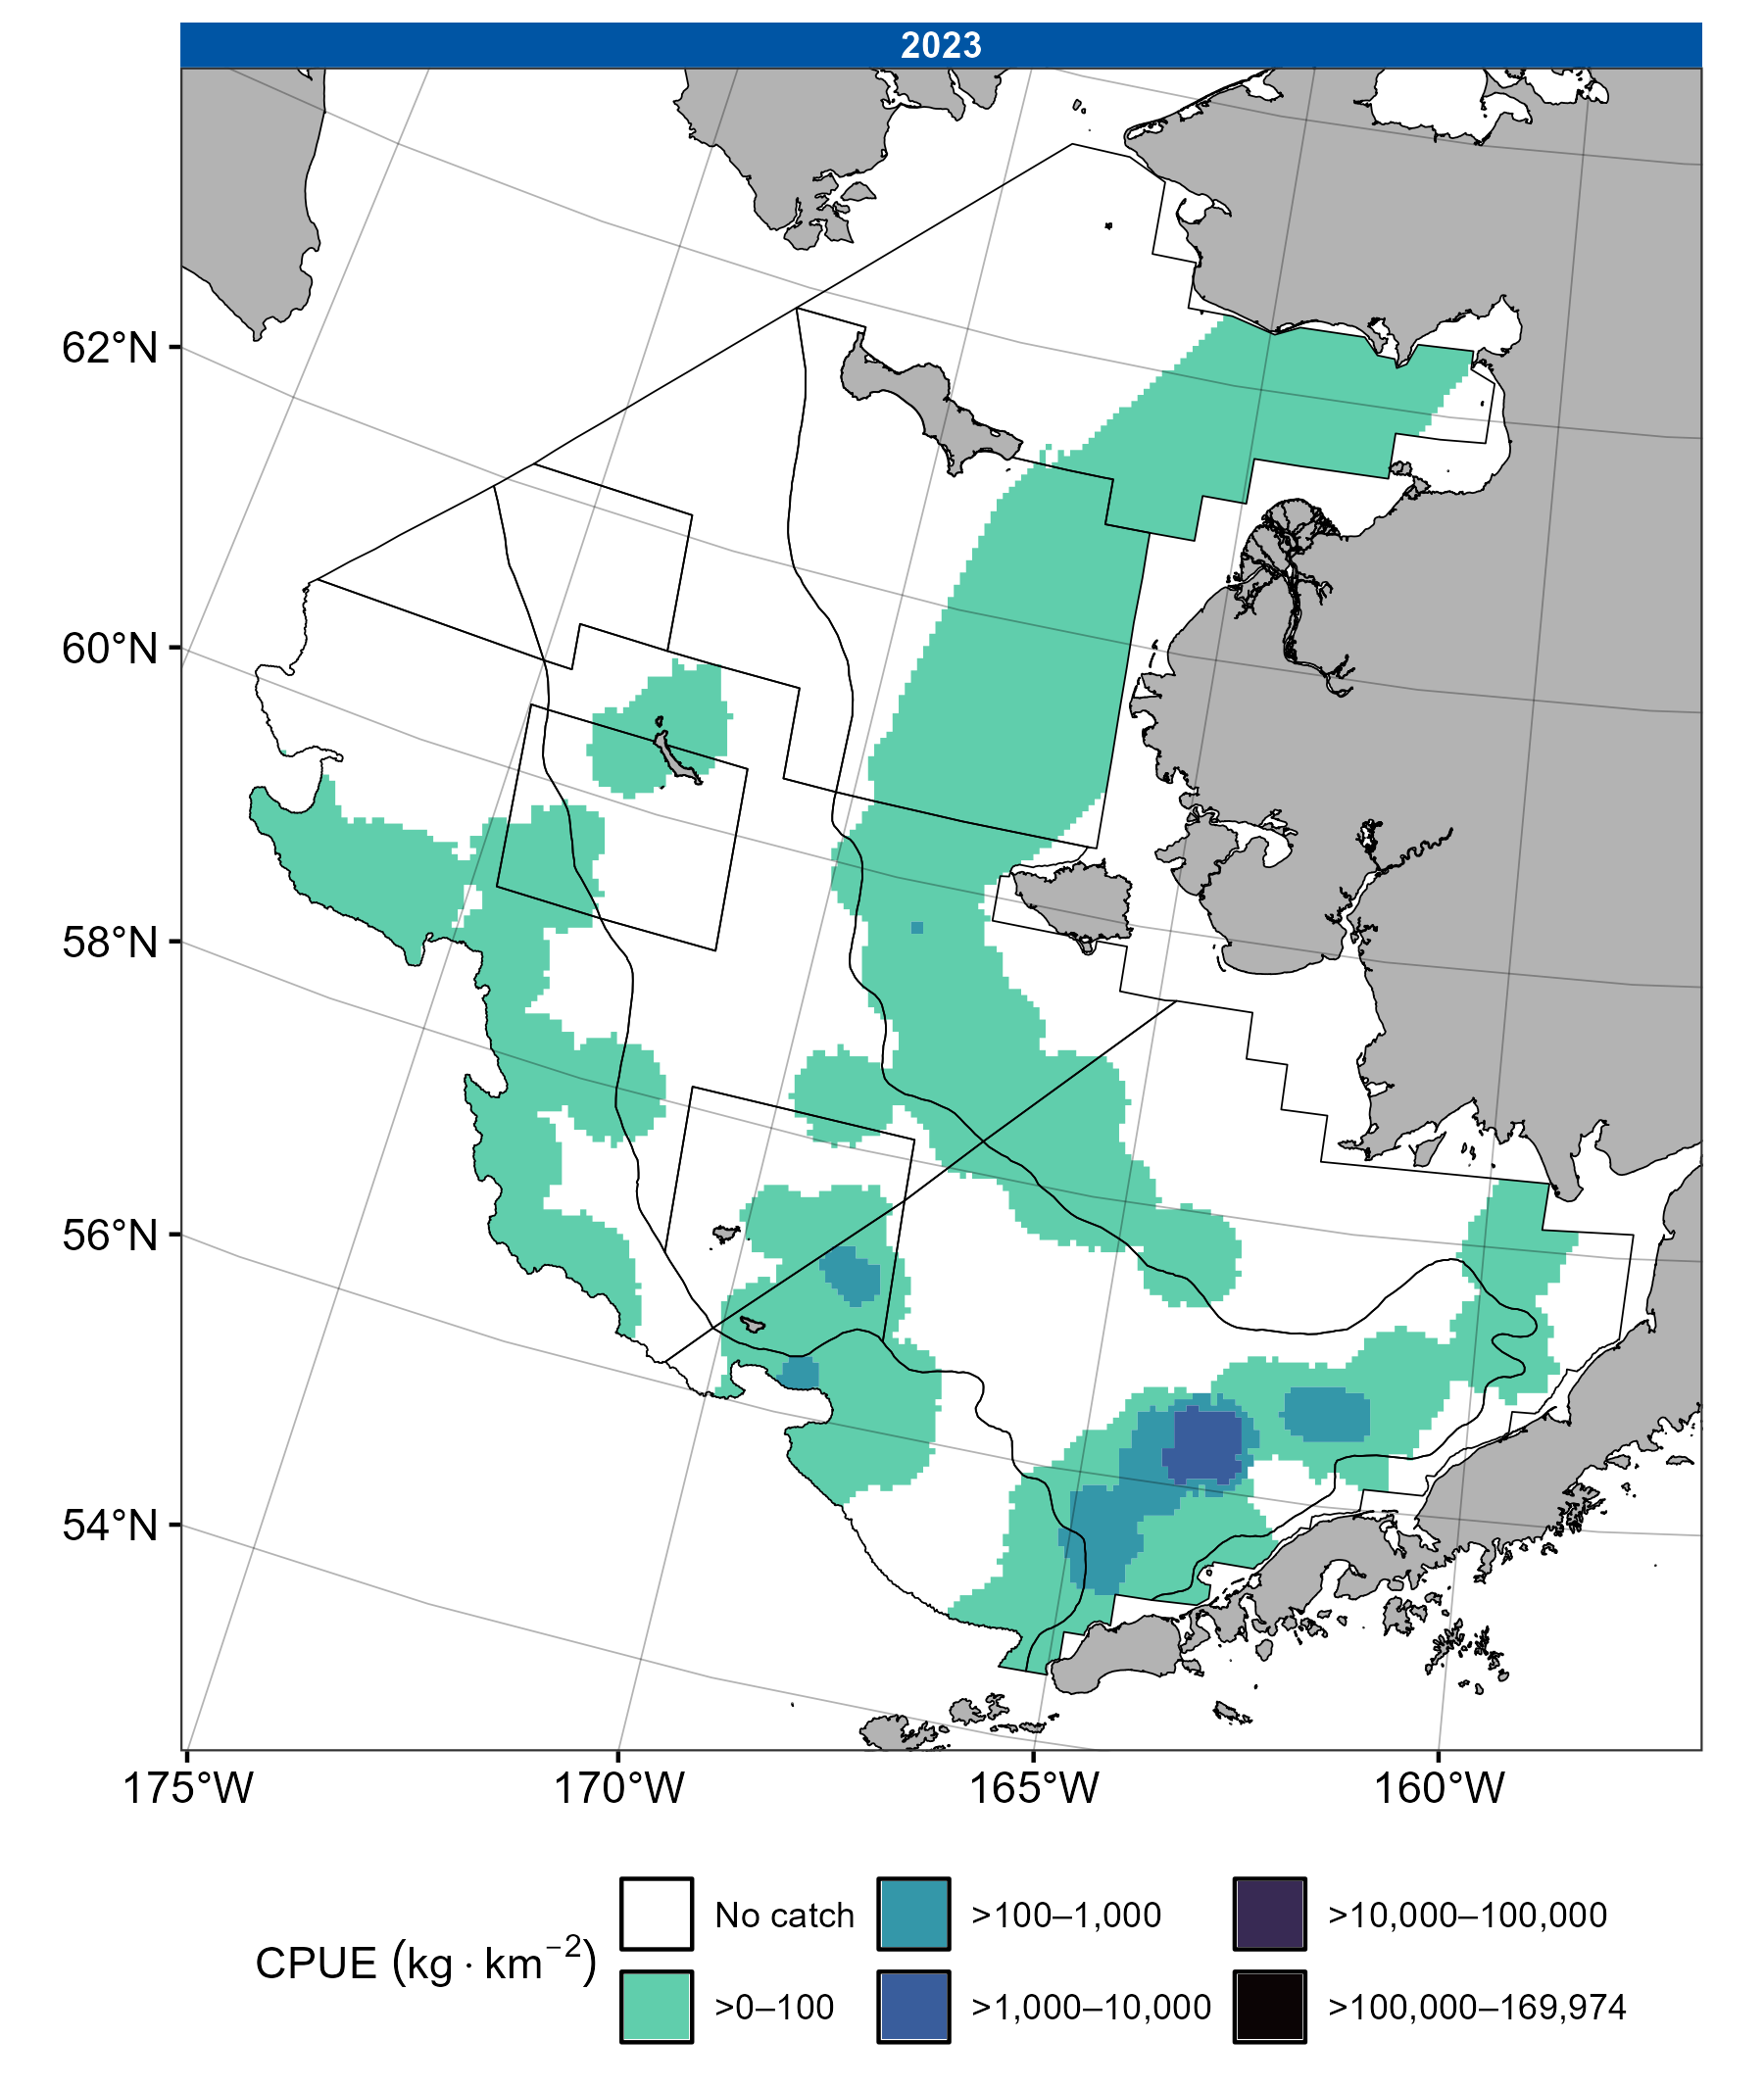 2023
62°N
60°N
58°N
56°N
54°N
175°W 170°W 165°W 160°W
CPUE (kg · km⁻²)
No catch
>0–100
>100–1,000
>1,000–10,000
>10,000–100,000
>100,000–169,974